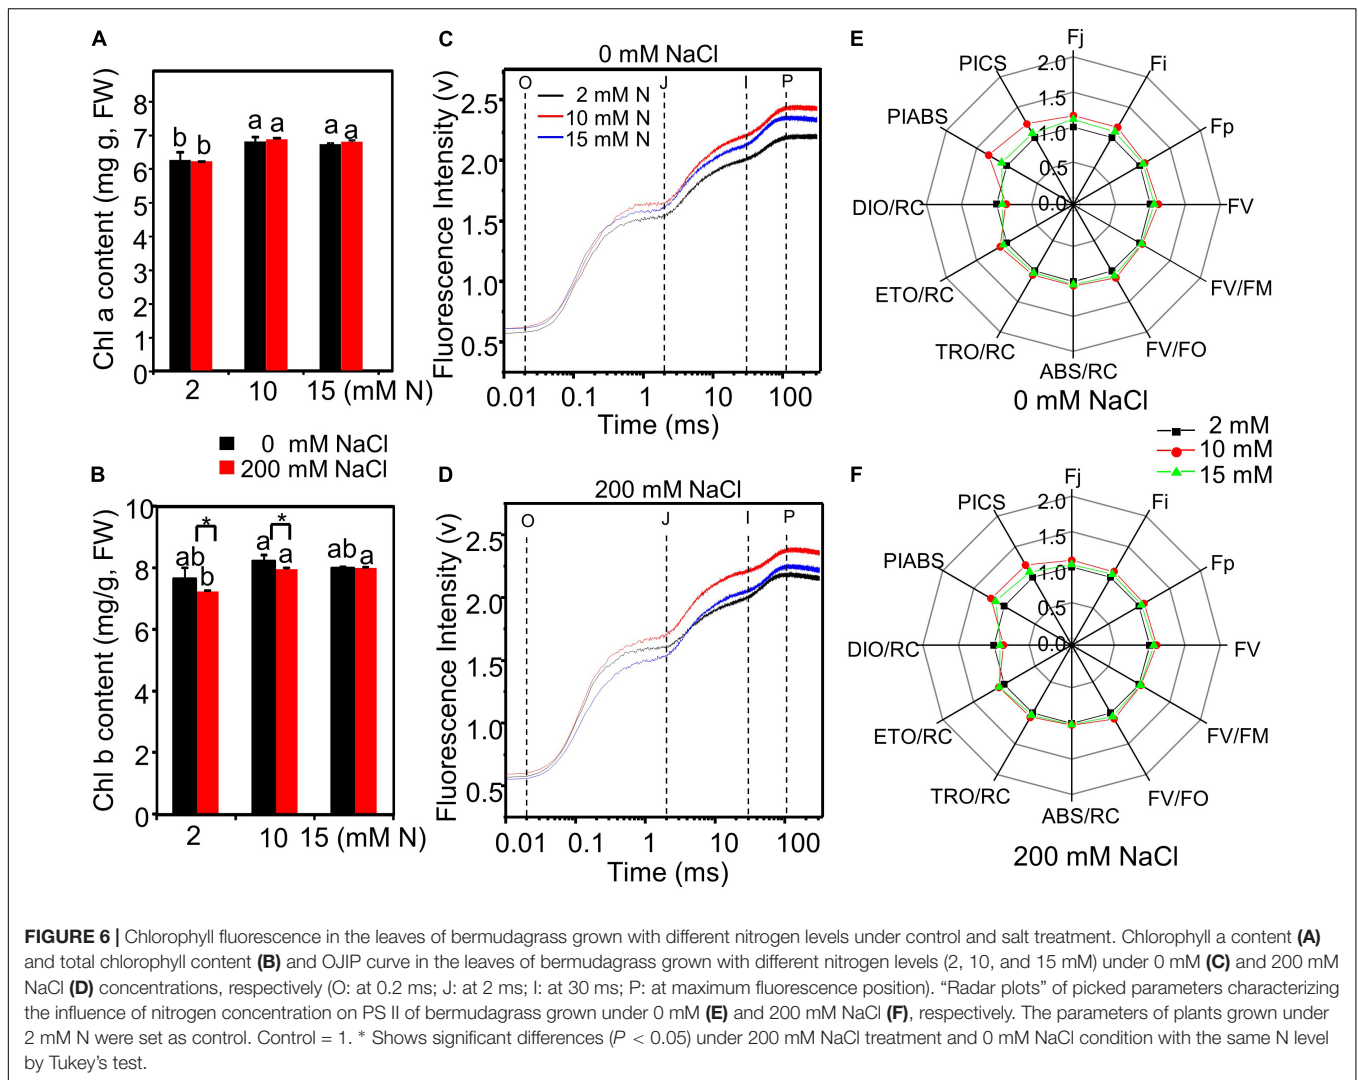 A
Chl a content (mg g, FW)
8
7
6
5
4
3
2
1
0
b b
a a
a a
2 10 15 (mM N)
0 mM NaCl
200 mM NaCl
B
Chl b content (mg/g, FW)
10
8
6
4
2
0
* *
ab b
a a
ab a
2 10 15 (mM N)
C
0 mM NaCl
O J I P
2 mM N
10 mM N
15 mM N
Fluorescence Intensity (v)
2.5
2.0
1.5
1.0
0.5
0.01 0.1 1 10 100
Time (ms)
D
200 mM NaCl
O J I P
Fluorescence Intensity (v)
2.5
2.0
1.5
1.0
0.5
0.01 0.1 1 10 100
Time (ms)
E
Fj
Fi
Fp
FV
FV/FM
FV/FO
ABS/RC
TRO/RC
ETO/RC
DIO/RC
PIABS
PICS
2.0
1.5
1.0
0.5
0.0
0 mM NaCl
2 mM
10 mM
15 mM
F
Fj
Fi
Fp
FV
FV/FM
FV/FO
ABS/RC
TRO/RC
ETO/RC
DIO/RC
PIABS
PICS
2.0
1.5
1.0
0.5
0.0
200 mM NaCl
FIGURE 6 | Chlorophyll fluorescence in the leaves of bermudagrass grown with different nitrogen levels under control and salt treatment. Chlorophyll a content (A)
and total chlorophyll content (B) and OJIP curve in the leaves of bermudagrass grown with different nitrogen levels (2, 10, and 15 mM) under 0 mM (C) and 200 mM
NaCl (D) concentrations, respectively (O: at 0.2 ms; J: at 2 ms; I: at 30 ms; P: at maximum fluorescence position). “Radar plots” of picked parameters characterizing
the influence of nitrogen concentration on PS II of bermudagrass grown under 0 mM (E) and 200 mM NaCl (F), respectively. The parameters of plants grown under
2 mM N were set as control. Control = 1. * Shows significant differences (P < 0.05) under 200 mM NaCl treatment and 0 mM NaCl condition with the same N level
by Tukey’s test.